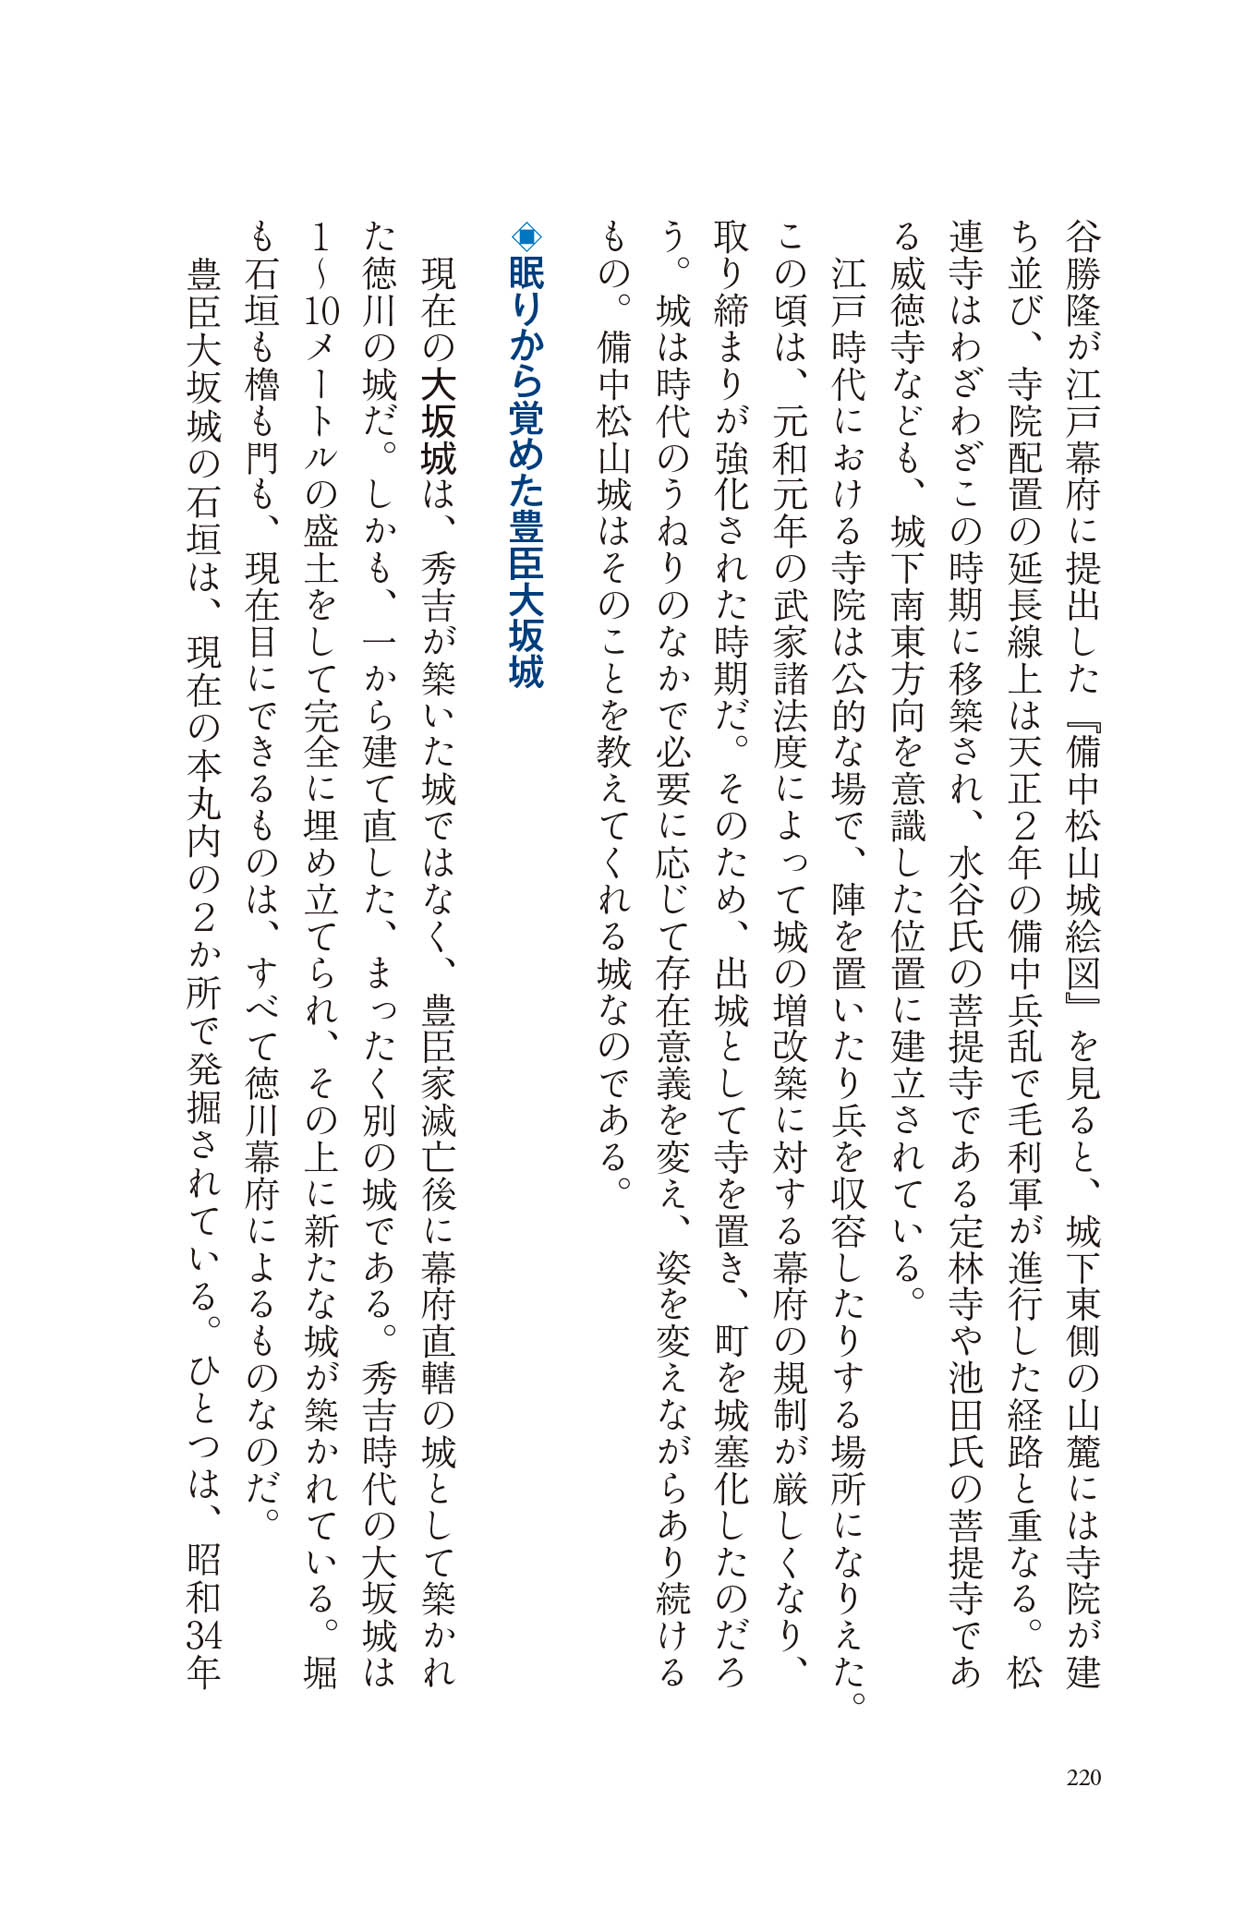 谷勝隆が江戸幕府に提出した『備中松山城絵図』を見ると、城下東側の山麓には寺院が建
ち並び、寺院配置の延長線上は天正2年の備中兵乱で毛利軍が進行した経路と重なる。松
連寺はわざわざこの時期に移築され、水谷氏の菩提寺である定林寺や池田氏の菩提寺であ
る威徳寺なども、城下南東方向を意識した位置に建立されている。
江戸時代における寺院は公的な場で、陣を置いたり兵を収容したりする場所になりえた。
この頃は、元和元年の武家諸法度によって城の増改築に対する幕府の規制が厳しくなり、
取り締まりが強化された時期だ。そのため、出城として寺を置き、町を城塞化したのだろ
う。城は時代のうねりのなかで必要に応じて存在意義を変え、姿を変えながらあり続ける
もの。備中松山城はそのことを教えてくれる城なのである。
◈眠りから覚めた豊臣大坂城
現在の大坂城は、秀吉が築いた城ではなく、豊臣家滅亡後に幕府直轄の城として築かれ
た徳川の城だ。しかも、一から建て直した、まったく別の城である。秀吉時代の大坂城は
1〜10メートルの盛土をして完全に埋め立てられ、その上に新たな城が築かれている。堀
も石垣も櫓も門も、現在目にできるものは、すべて徳川幕府によるものなのだ。
豊臣大坂城の石垣は、現在の本丸内の2か所で発掘されている。ひとつは、昭和34年
220